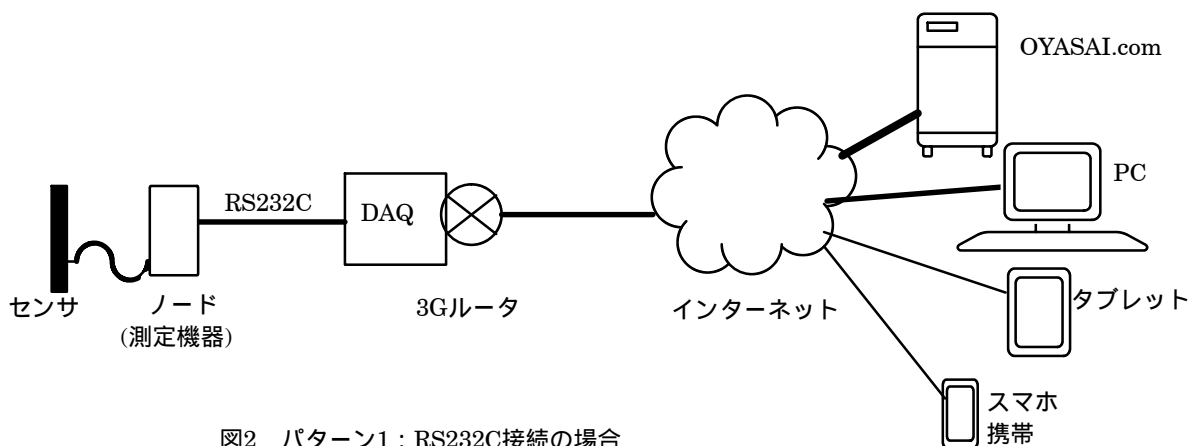 OYASAI.com
PC
RS232C
DAQ
センサ
ノード
(測定機器)
3Gルータ
インターネット
タブレット
スマホ
携帯
図2 パターン1：RS232C接続の場合